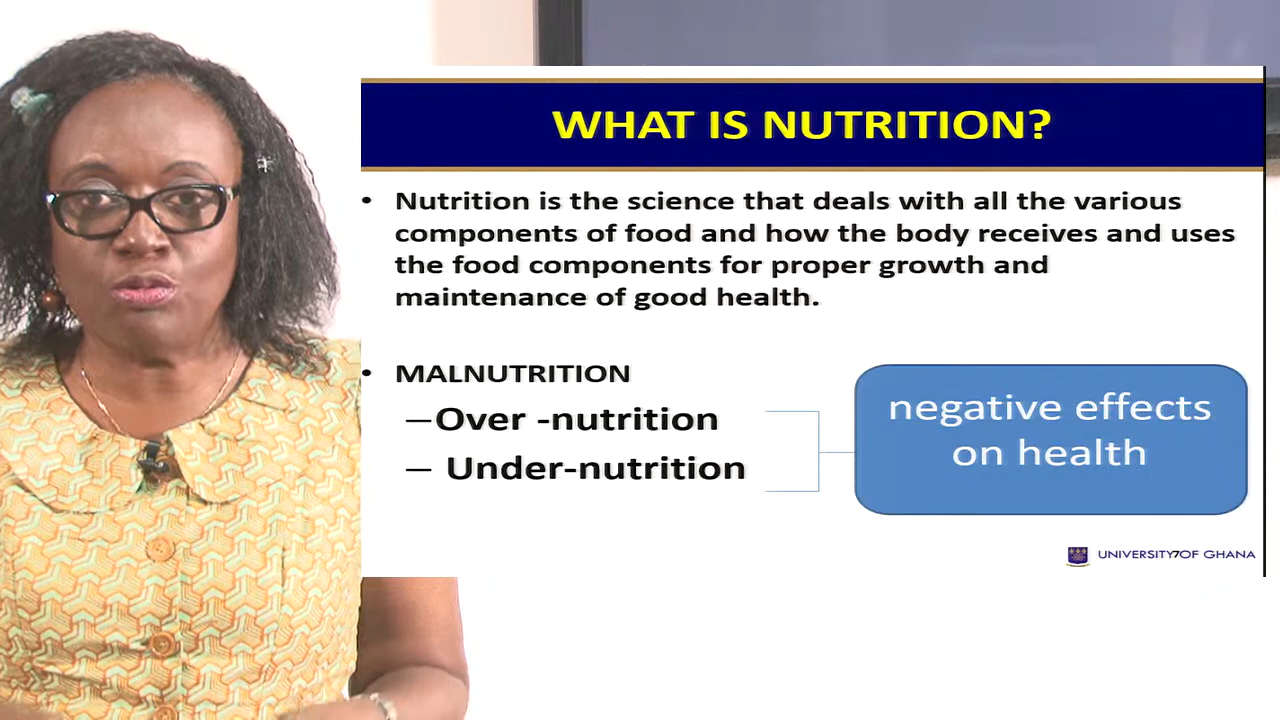 WHAT IS NUTRITION?
• Nutrition is the science that deals with all the various
components of food and how the body receives and uses
the food components for proper growth and
maintenance of good health.
• MALNUTRITION
–Over -nutrition
– Under-nutrition
negative effects
on health
UNIVERSITY OF GHANA
7